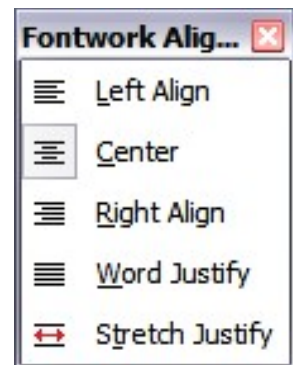 Fontwork Alig...
Left Align
Center
Right Align
Word Justify
Stretch Justify